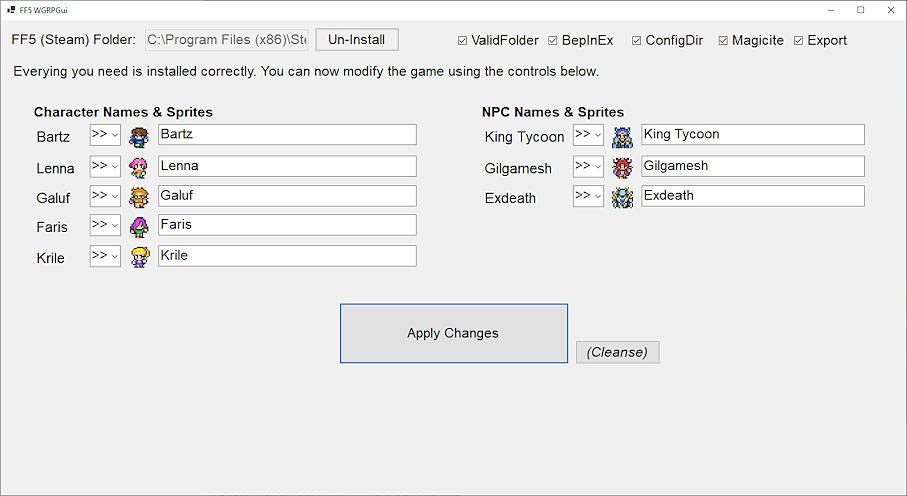 FF5 WGRPGui
FF5 (Steam) Folder: C:\Program Files (x86)\Ste Un-Install ValidFolder BepInEx ConfigDir Magicite Export
Everying you need is installed correctly. You can now modify the game using the controls below.
Character Names & Sprites
Bartz >> Bartz
Lenna >> Lenna
Galuf >> Galuf
Faris >> Faris
Krile >> Krile
NPC Names & Sprites
King Tycoon >> King Tycoon
Gilgamesh >> Gilgamesh
Exdeath >> Exdeath
Apply Changes
(Cleanse)